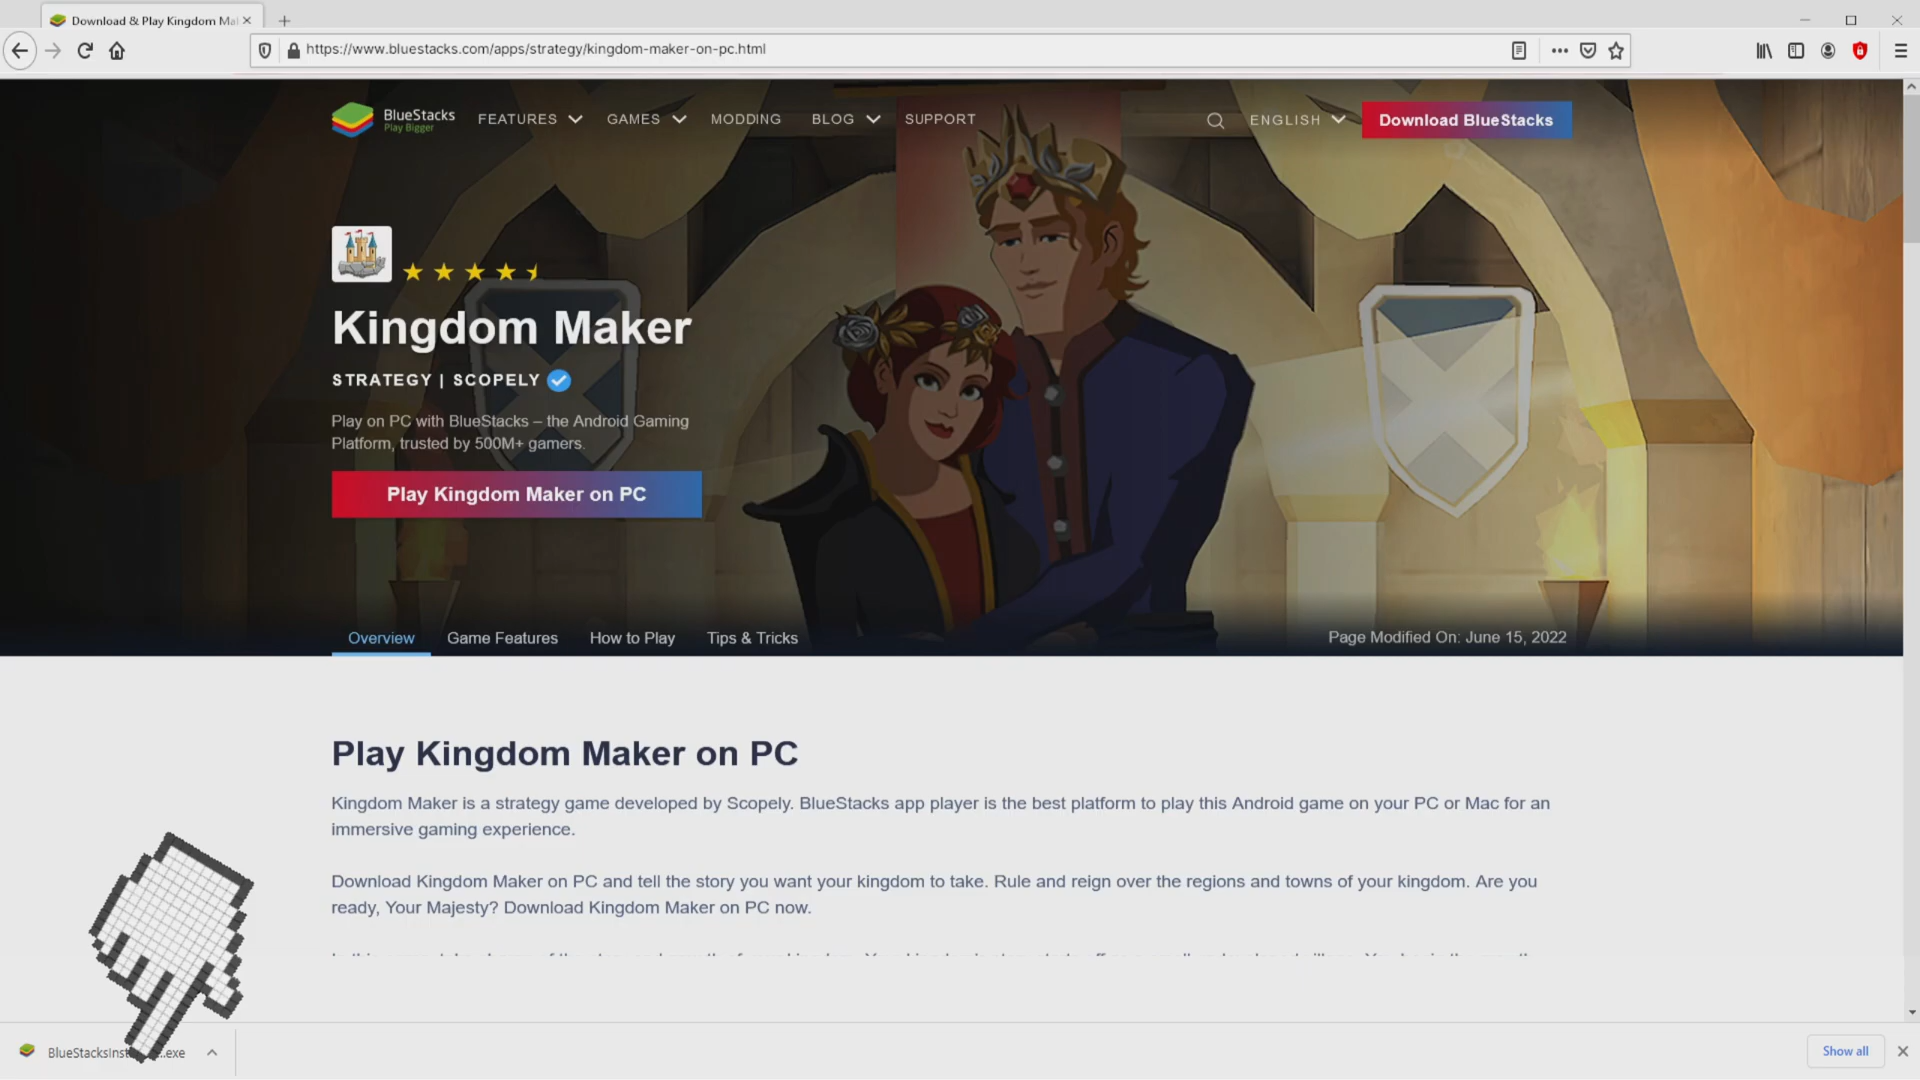 Download & Play Kingdom Ma
https://www.bluestacks.com/apps/strategy/kingdom-maker-on-pc.html
BlueStacks
Play Bigger
FEATURES
GAMES
MODDING
BLOG
SUPPORT
ENGLISH
Download BlueStacks
Kingdom Maker
STRATEGY | SCOPELY
Play on PC with BlueStacks – the Android Gaming
Platform, trusted by 500M+ gamers.
Play Kingdom Maker on PC
Overview
Game Features
How to Play
Tips & Tricks
Page Modified On: June 15, 2022
Play Kingdom Maker on PC
Kingdom Maker is a strategy game developed by Scopely. BlueStacks app player is the best platform to play this Android game on your PC or Mac for an
immersive gaming experience.
Download Kingdom Maker on PC and tell the story you want your kingdom to take. Rule and reign over the regions and towns of your kingdom. Are you
ready, Your Majesty? Download Kingdom Maker on PC now.
BlueStacksInst ...exe
Show all